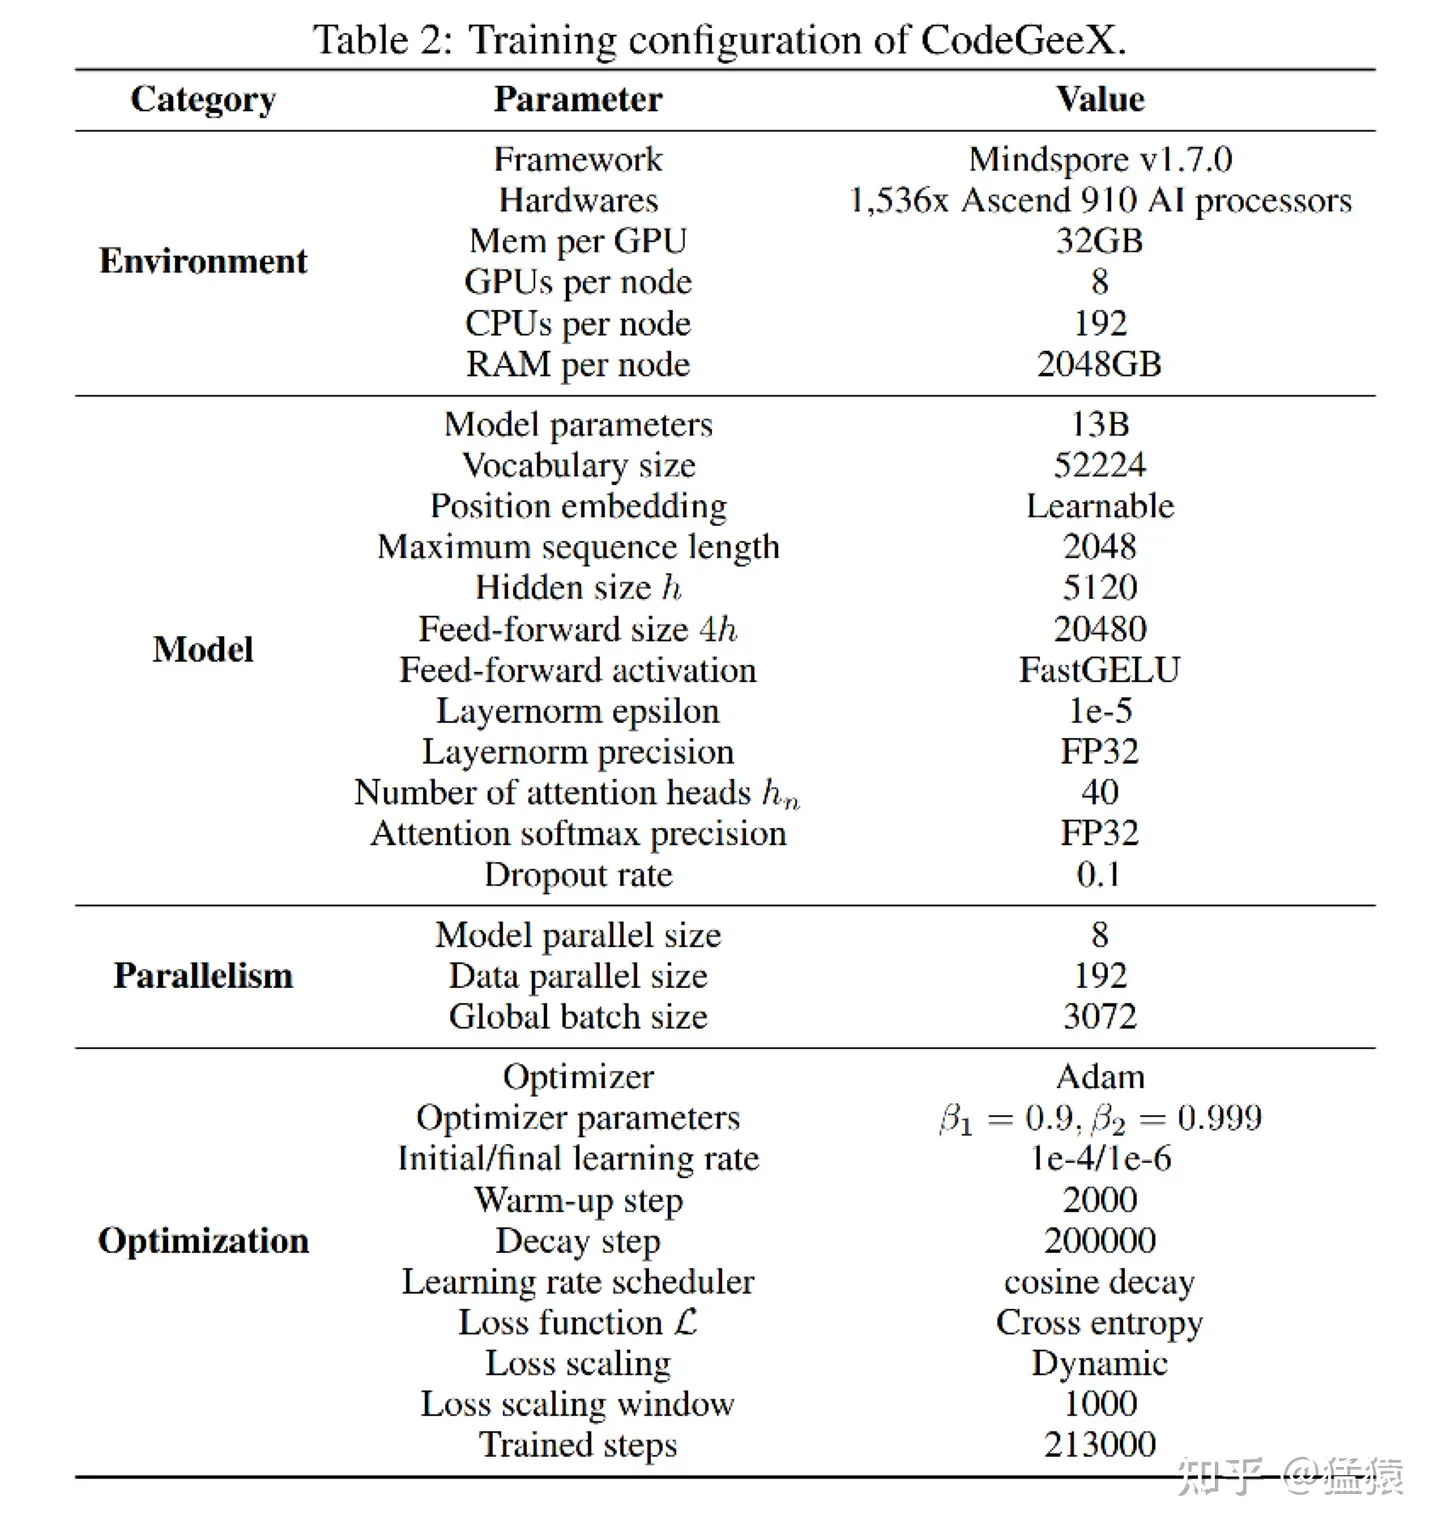 Table 2: Training configuration of CodeGeeX.
Category Parameter Value
Environment
Framework Mindspore v1.7.0
Hardwares 1,536x Ascend 910 AI processors
Mem per GPU 32GB
GPUs per node 8
CPUs per node 192
RAM per node 2048GB
Model
Model parameters 13B
Vocabulary size 52224
Position embedding Learnable
Maximum sequence length 2048
Hidden size h 5120
Feed-forward size 4h 20480
Feed-forward activation FastGELU
Layernorm epsilon 1e-5
Layernorm precision FP32
Number of attention heads hₙ 40
Attention softmax precision FP32
Dropout rate 0.1
Parallelism
Model parallel size 8
Data parallel size 192
Global batch size 3072
Optimization
Optimizer Adam
Optimizer parameters β₁ = 0.9, β₂ = 0.999
Initial/final learning rate 1e-4/1e-6
Warm-up step 2000
Decay step 200000
Learning rate scheduler cosine decay
Loss function ℒ Cross entropy
Loss scaling Dynamic
Loss scaling window 1000
Trained steps 213000
知乎 @猛猿